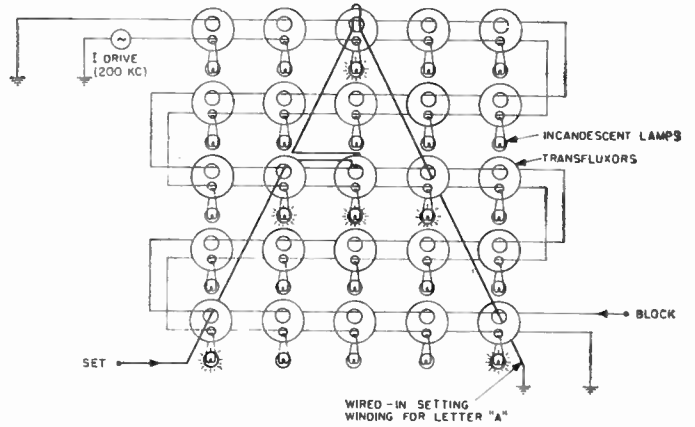 I DRIVE
(200 KC)
INCANDESCENT LAMPS
TRANSFLUXORS
BLOCK
SET
WIRED-IN SETTING
WINDING FOR LETTER "A"